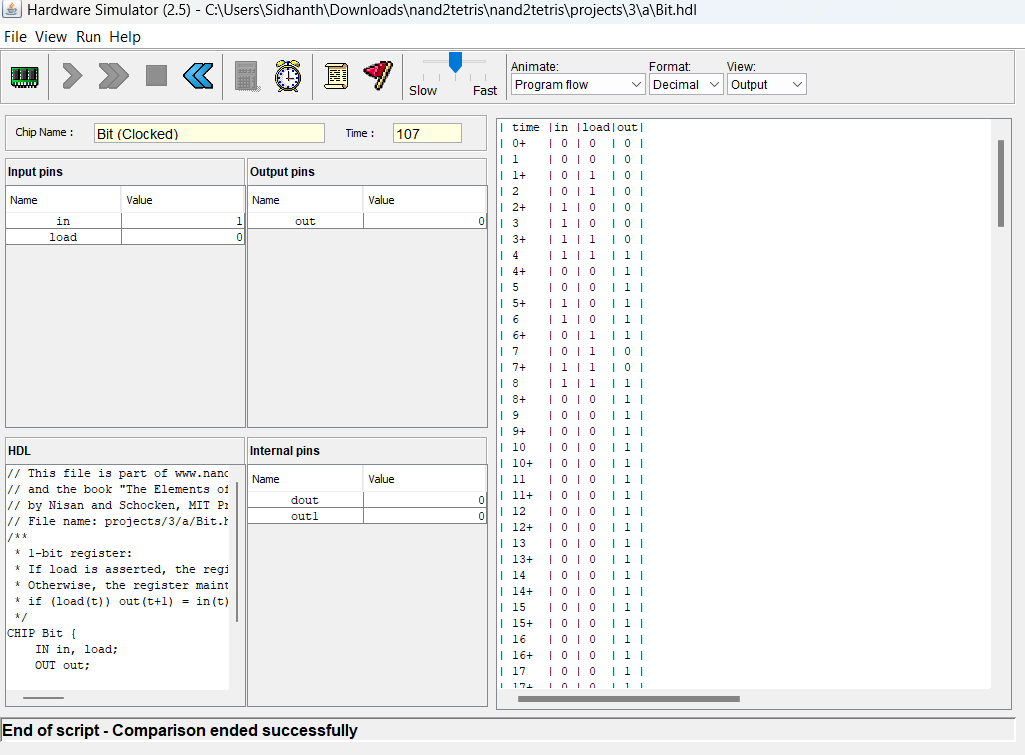 Hardware Simulator (2.5) - C:\Users\Sidhanth\Downloads\nand2tetris\nand2tetris\projects\3\a\Bit.hdl
File View Run Help
Slow Fast
Animate: Format: View:
Program flow Decimal Output
Chip Name : Bit (Clocked) Time : 107
Input pins
Name Value
in 1
load 0
Output pins
Name Value
out 0
HDL
// This file is part of www.nand
// and the book "The Elements of
// by Nisan and Schocken, MIT Pr
// File name: projects/3/a/Bit.h
/**
* 1-bit register:
* If load is asserted, the regi
* Otherwise, the register maint
* if (load(t)) out(t+1) = in(t)
*/
CHIP Bit {
IN in, load;
OUT out;
Internal pins
Name Value
dout 0
out1 0
| time |in |load|out|
| 0+ | 0 | 0 | 0 |
| 1 | 0 | 0 | 0 |
| 1+ | 0 | 1 | 0 |
| 2 | 0 | 1 | 0 |
| 2+ | 1 | 0 | 0 |
| 3 | 1 | 0 | 0 |
| 3+ | 1 | 1 | 0 |
| 4 | 1 | 1 | 1 |
| 4+ | 0 | 0 | 1 |
| 5 | 0 | 0 | 1 |
| 5+ | 1 | 0 | 1 |
| 6 | 1 | 0 | 1 |
| 6+ | 0 | 1 | 1 |
| 7 | 0 | 1 | 0 |
| 7+ | 1 | 1 | 0 |
| 8 | 1 | 1 | 1 |
| 8+ | 0 | 0 | 1 |
| 9 | 0 | 0 | 1 |
| 9+ | 0 | 0 | 1 |
| 10 | 0 | 0 | 1 |
| 10+ | 0 | 0 | 1 |
| 11 | 0 | 0 | 1 |
| 11+ | 0 | 0 | 1 |
| 12 | 0 | 0 | 1 |
| 12+ | 0 | 0 | 1 |
| 13 | 0 | 0 | 1 |
| 13+ | 0 | 0 | 1 |
| 14 | 0 | 0 | 1 |
| 14+ | 0 | 0 | 1 |
| 15 | 0 | 0 | 1 |
| 15+ | 0 | 0 | 1 |
| 16 | 0 | 0 | 1 |
| 16+ | 0 | 0 | 1 |
| 17 | 0 | 0 | 1 |
| 17+ | 0 | 0 | 1 |
End of script - Comparison ended successfully